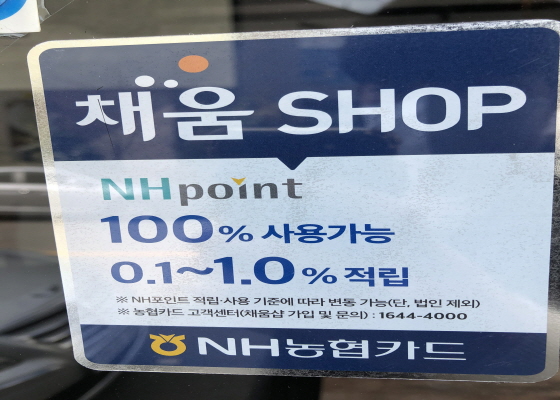 채움 SHOP
NHpoint
100% 사용가능
0.1~1.0% 적립
※ NH포인트 적립·사용 기준에 따라 변동 가능(단, 법인 제외)
※ 농협카드 고객센터(채움샵 가입 및 문의) : 1644-4000
NH농협카드